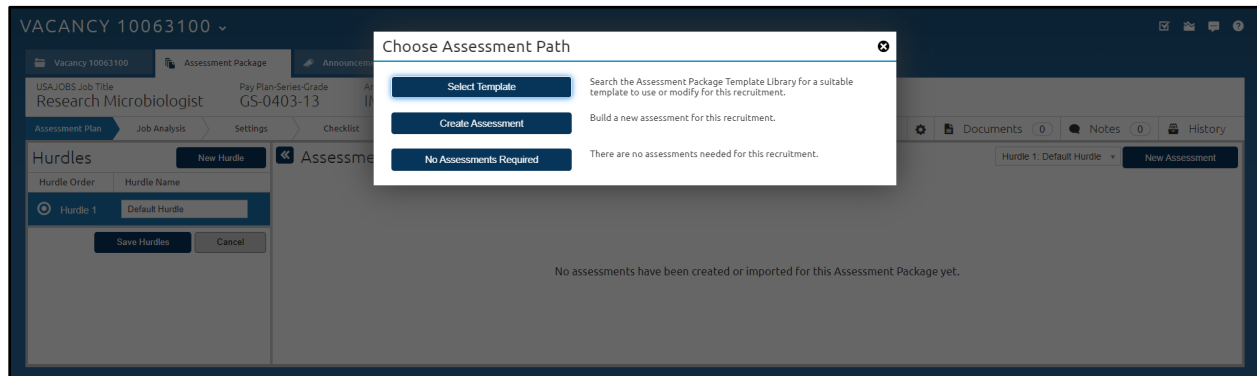 VACANCY 10063100
Vacancy 10063100
Assessment Package
Announcem
USAJOBS Job Title
Research Microbiologist
Pay Plan-Series-Grade
GS-0403-13
Assessment Plan
Job Analysis
Settings
Checklist
Documents 0
Notes 0
History
Choose Assessment Path
Select Template
Search the Assessment Package Template Library for a suitable
template to use or modify for this recruitment.
Create Assessment
Build a new assessment for this recruitment.
No Assessments Required
There are no assessments needed for this recruitment.
Hurdles
New Hurdle
Assessme
Hurdle 1: Default Hurdle
New Assessment
Hurdle Order
Hurdle Name
Hurdle 1
Default Hurdle
Save Hurdles
Cancel
No assessments have been created or imported for this Assessment Package yet.